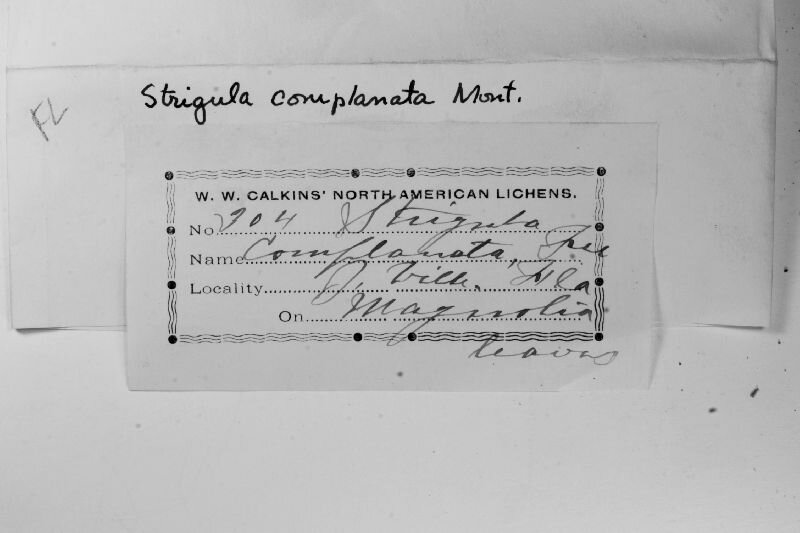 FL
Strigula complanata Mont.
W. W. CALKINS' NORTH AMERICAN LICHENS.
No. 204 Strigula
Name Complanata, Fee
Locality J. Ville. Fla
On Magnolia
leaves